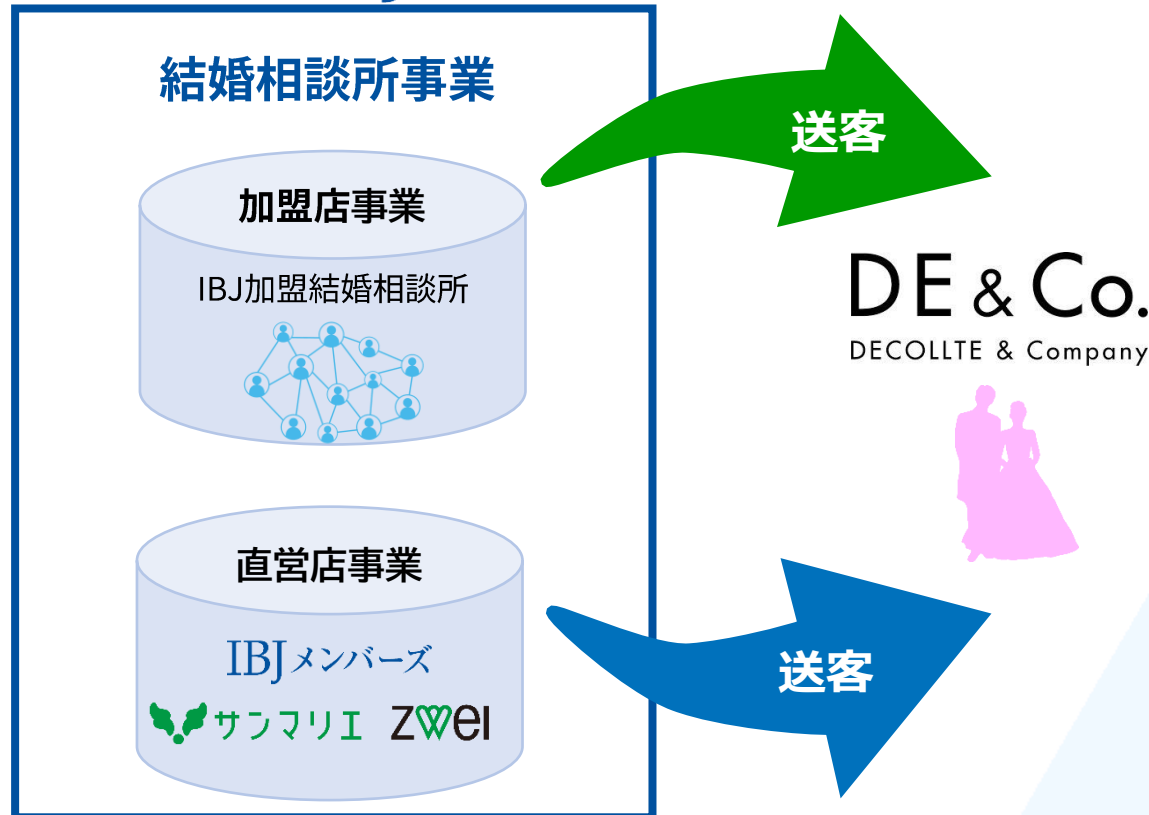 結婚相談所事業
加盟店事業
IBJ加盟結婚相談所
直営店事業
IBJメンバーズ
サンマリエ ZWEI
送客
DE & Co.
DECOLLTE & Company
送客